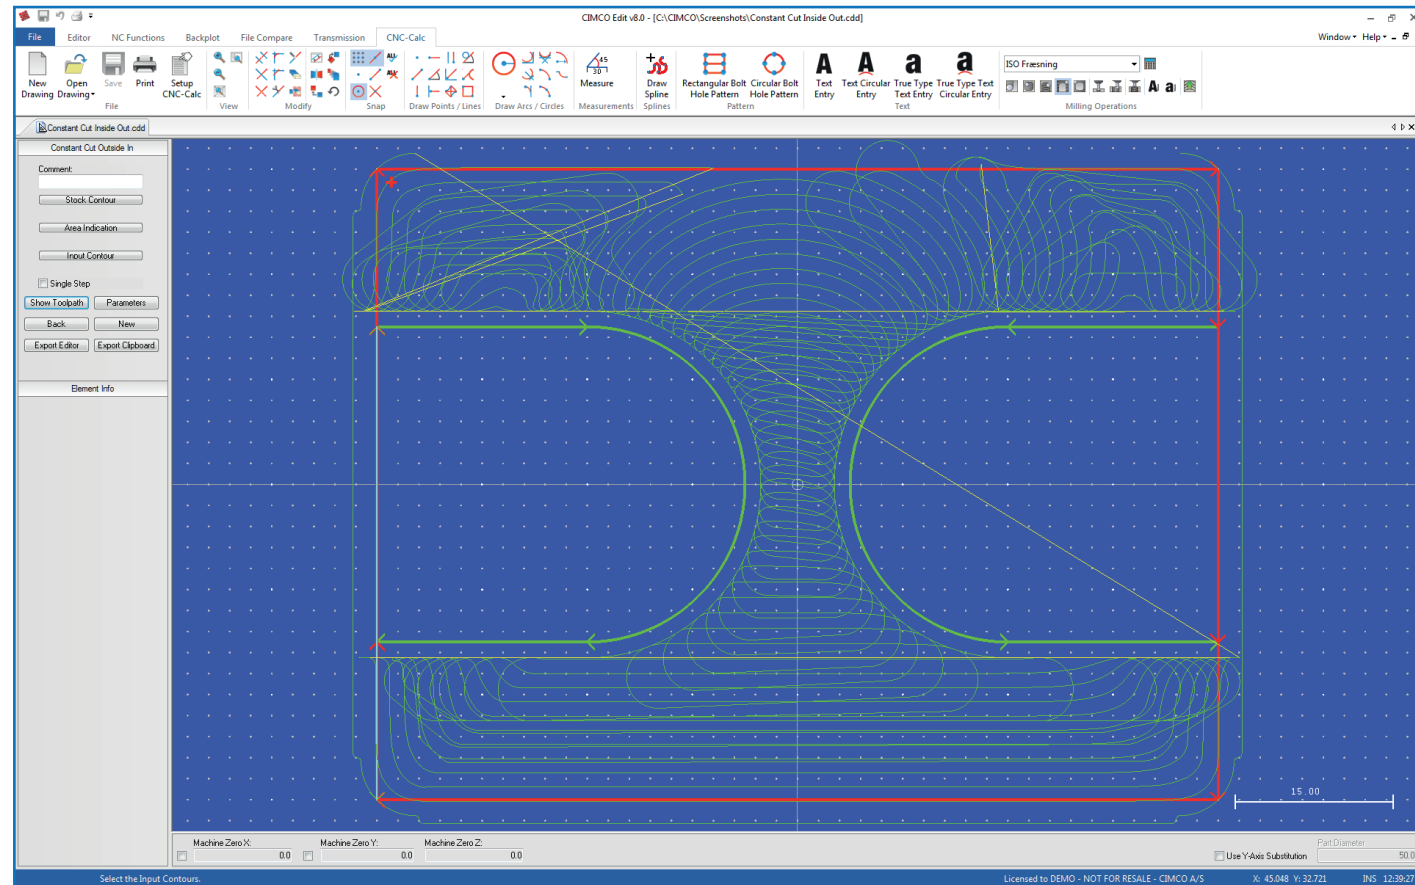 CIMCO Edit v8.0 - [C:\CIMCO\Screenshots\Constant Cut Inside Out.cdd]
File Editor NC Functions Backplot File Compare Transmission CNC-Calc Window Help
New Drawing
Open Drawing
Save
Print
Setup CNC-Calc
Measure
Draw Spline
Rectangular Bolt Hole Pattern
Circular Bolt Hole Pattern
Text Entry
Text Circular Entry
True Type Text Entry
True Type Text Circular Entry
ISO Fræsning
File View Modify Snap Draw Points / Lines Draw Arcs / Circles Measurements Splines Pattern Text Milling Operations
Constant Cut Inside Out.cdd
Constant Cut Outside In
Comment:
Stock Contour
Area Indication
Input Contour
Single Step
Show Toolpath Parameters
Back New
Export Editor Export Clipboard
Element Info
15.00
Machine Zero X: Machine Zero Y: Machine Zero Z: Part Diameter
0.0 0.0 0.0 Use Y-Axis Substitution 50.0
Select the Input Contours. Licensed to DEMO - NOT FOR RESALE - CIMCO A/S X: 45.048 Y: 32.721 INS 12:39:27